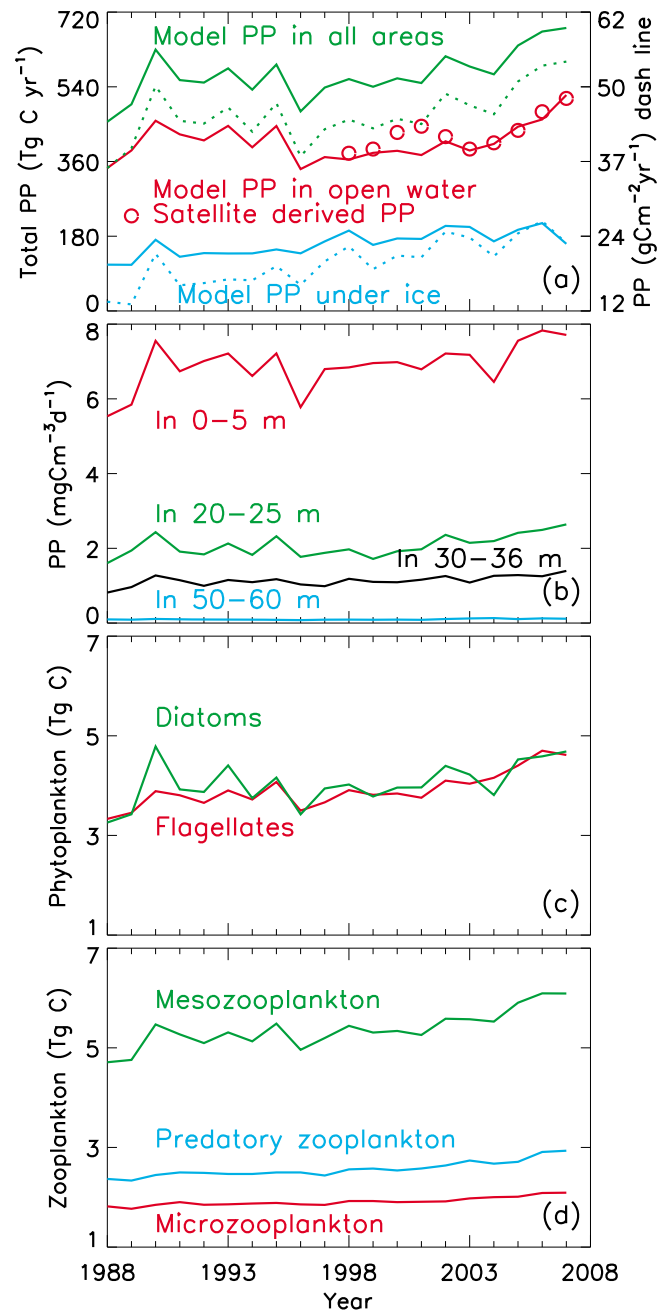 720
540
360
180
0
Total PP (Tg C yr⁻¹)
62
50
37
24
12
PP (gCm⁻²yr⁻¹) dash line
Model PP in all areas
Model PP in open water
Satellite derived PP
Model PP under ice
(a)
8
6
4
2
0
PP (mgCm⁻³d⁻¹)
In 0−5 m
In 20−25 m
In 30−36 m
In 50−60 m
(b)
7
5
3
1
Phytoplankton (Tg C)
Diatoms
Flagellates
(c)
7
5
3
1
Zooplankton (Tg C)
Mesozooplankton
Predatory zooplankton
Microzooplankton
(d)
1988 1993 1998 2003 2008
Year